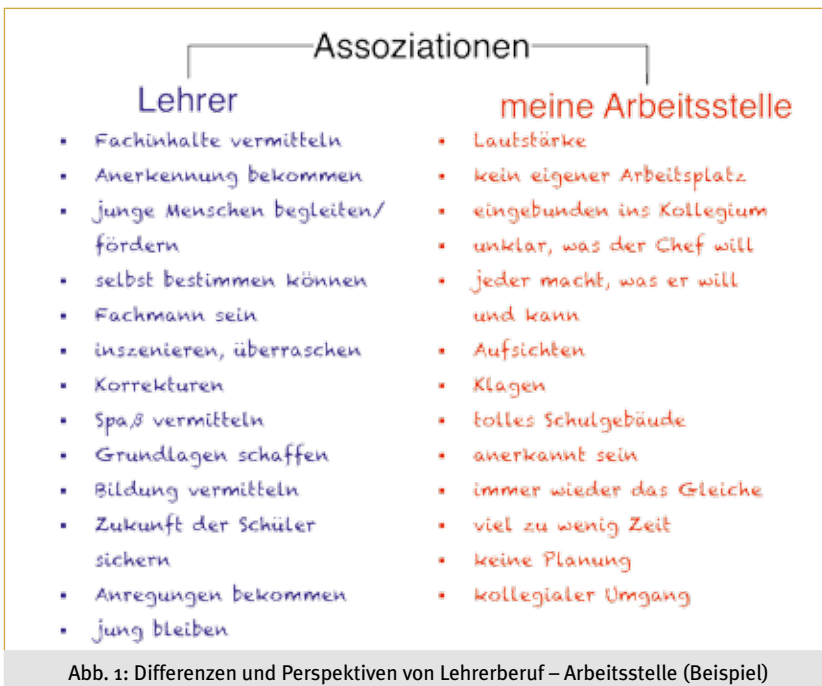 Assoziationen
Lehrer
▪ Fachinhalte vermitteln
▪ Anerkennung bekommen
▪ junge Menschen begleiten/
fördern
▪ selbst bestimmen können
▪ Fachmann sein
▪ inszenieren, überraschen
▪ Korrekturen
▪ Spaß vermitteln
▪ Grundlagen schaffen
▪ Bildung vermitteln
▪ Zukunft der Schüler
sichern
▪ Anregungen bekommen
▪ jung bleiben
meine Arbeitsstelle
▪ Lautstärke
▪ kein eigener Arbeitsplatz
▪ eingebunden ins Kollegium
▪ unklar, was der Chef will
▪ jeder macht, was er will
und kann
▪ Aufsichten
▪ Klagen
▪ tolles Schulgebäude
▪ anerkannt sein
▪ immer wieder das Gleiche
▪ viel zu wenig Zeit
▪ keine Planung
▪ kollegialer Umgang
Abb. 1: Differenzen und Perspektiven von Lehrerberuf – Arbeitsstelle (Beispiel)